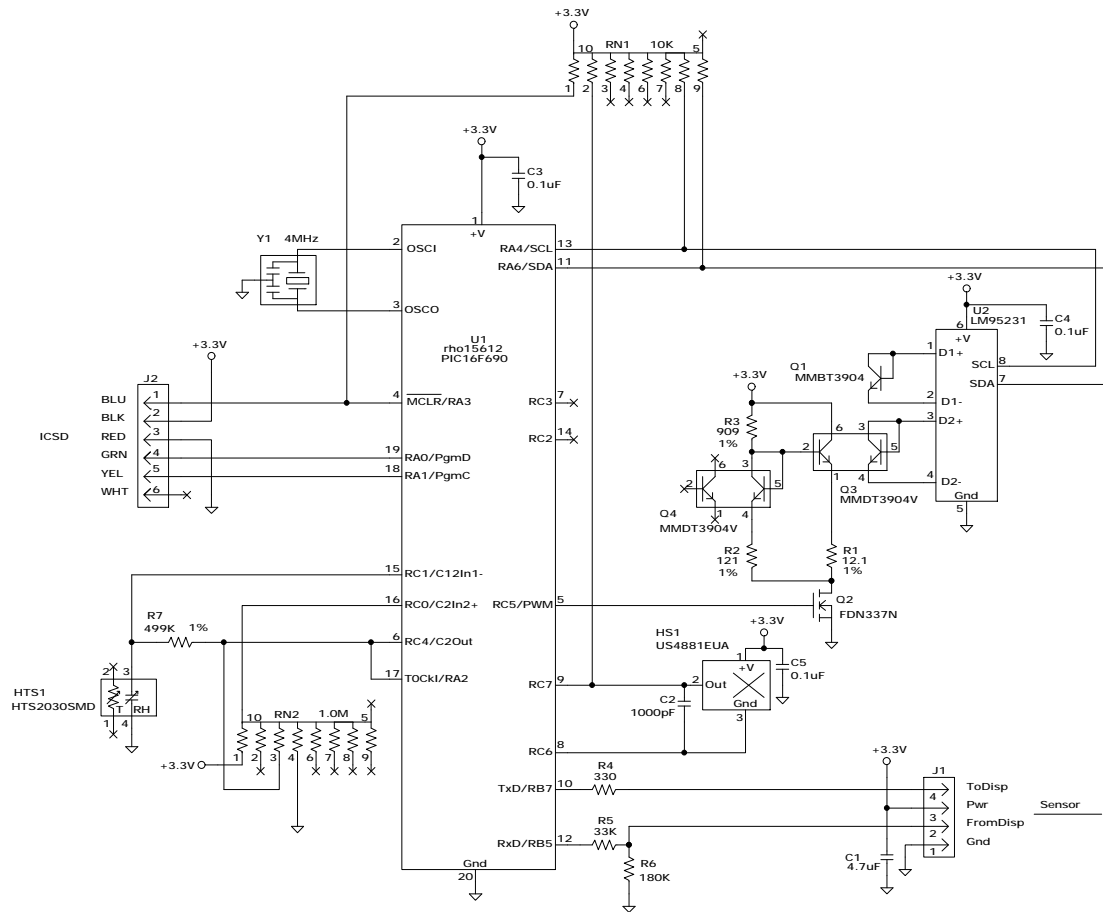 +3.3V
10 RN1 10K 5
1 2 3 4 6 7 8 9
+3.3V
C3
0.1uF
1
+V
Y1 4MHz
2 OSCI
RA4/SCL 13
RA6/SDA 11
3 OSCO
U1
rho15612
PIC16F690
+3.3V
J2
ICSD
BLU 1
BLK 2
RED 3
GRN 4
YEL 5
WHT 6
4 MCLR/RA3
RC3 7
RC2 14
19 RA0/PgmD
18 RA1/PgmC
+3.3V
U2
LM95231
C4
0.1uF
6
+V
1 D1+
SCL 8
SDA 7
2 D1-
3 D2+
4 D2-
Gnd
5
Q1
MMBT3904
+3.3V
R3
909
1%
6 3
2 5
1 4
Q3
MMDT3904V
6 3
2 5
1 4
Q4
MMDT3904V
R2
121
1%
R1
12.1
1%
15 RC1/C12In1-
16 RC0/C2In2+
RC5/PWM 5
Q2
FDN337N
R7
499K 1%
6 RC4/C2Out
17 TOCkI/RA2
HTS1
HTS2030SMD
2 3
T RH
1 4
10 RN2 1.0M 5
1 2 3 4 6 7 8 9
+3.3V
HS1
US4881EUA
+3.3V
1
+V
C5
0.1uF
RC7 9
2 Out
Gnd
3
C2
1000pF
RC6 8
+3.3V
R4
330
TxD/RB7 10
J1
ToDisp
4
Pwr
3
FromDisp
2
Gnd
1
Sensor
R5
33K
RxD/RB5 12
R6
180K
C1
4.7uF
Gnd
20